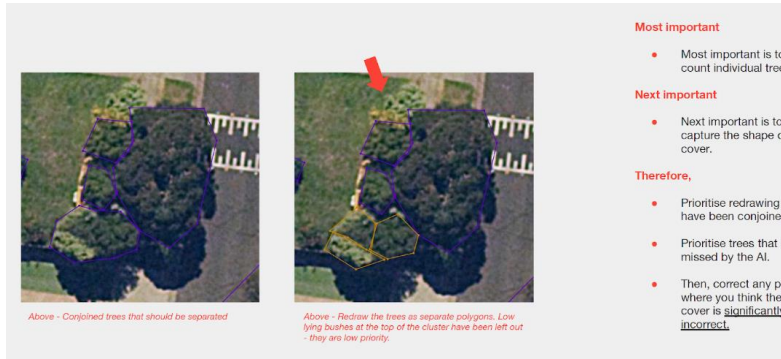 Most important
● Most important is to
count individual tree
Next important
● Next important is to
capture the shape o
cover.
Therefore,
● Prioritise redrawing
have been conjoine
● Prioritise trees that
missed by the AI.
● Then, correct any p
where you think the
cover is significantly
incorrect.
Above - Conjoined trees that should be separated
Above - Redraw the trees as separate polygons. Low
lying bushes at the top of the cluster have been left out
- they are low priority.